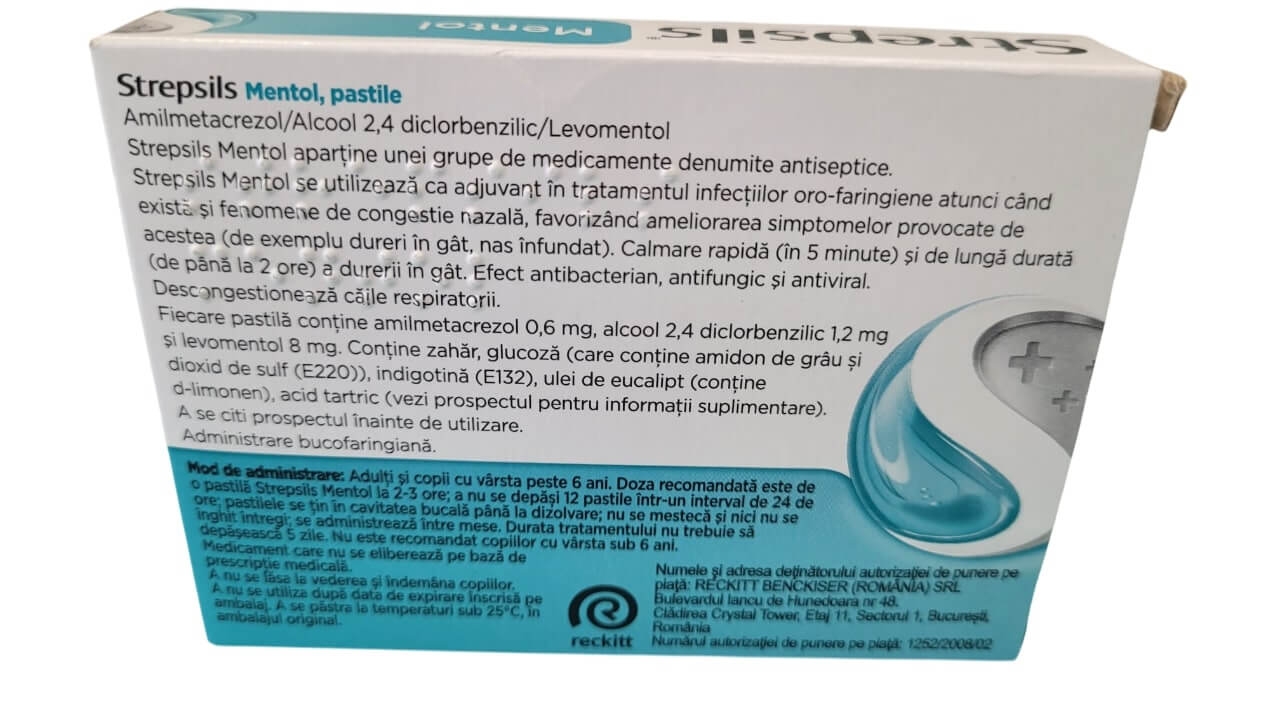 Strepsils
Mentol
Strepsils Mentol, pastile
Amilmetacrezol/Alcool 2,4 diclorbenzilic/Levomentol
Strepsils Mentol aparține unei grupe de medicamente denumite antiseptice.
Strepsils Mentol se utilizează ca adjuvant în tratamentul infecțiilor oro-faringiene atunci când
există și fenomene de congestie nazală, favorizând ameliorarea simptomelor provocate de
acestea (de exemplu dureri în gât, nas înfundat). Calmare rapidă (în 5 minute) și de lungă durată
(de până la 2 ore) a durerii în gât. Efect antibacterian, antifungic și antiviral.
Descongestionează căile respiratorii.
Fiecare pastilă conține amilmetacrezol 0,6 mg, alcool 2,4 diclorbenzilic 1,2 mg
și levomentol 8 mg. Conține zahăr, glucoză (care conține amidon de grâu și
dioxid de sulf (E220)), indigotină (E132), ulei de eucalipt (conține
d-limonen), acid tartric (vezi prospectul pentru informații suplimentare).
A se citi prospectul înainte de utilizare.
Administrare bucofaringiană.
Mod de administrare: Adulți și copii cu vârsta peste 6 ani. Doza recomandată este de
o pastilă Strepsils Mentol la 2-3 ore; a nu se depăși 12 pastile într-un interval de 24 de
ore; pastilele se țin în cavitatea bucală până la dizolvare; nu se mestecă și nici nu se
înghit întregi; se administrează între mese. Durata tratamentului nu trebuie să
depășească 5 zile. Nu este recomandat copiilor cu vârsta sub 6 ani.
Medicament care nu se eliberează pe bază de
prescripție medicală.
A nu se lăsa la vederea și îndemâna copiilor.
A nu se utiliza după data de expirare înscrisă pe
ambalaj. A se păstra la temperaturi sub 25°C, în
ambalajul original.
reckitt
Numele și adresa deținătorului autorizației de punere pe
piață: RECKITT BENCKISER (ROMÂNIA) SRL
Bulevardul Iancu de Hunedoara nr 48.
Clădirea Crystal Tower, Etaj 11, Sectorul 1, București,
România
Numărul autorizației de punere pe piață: 1252/2008/02